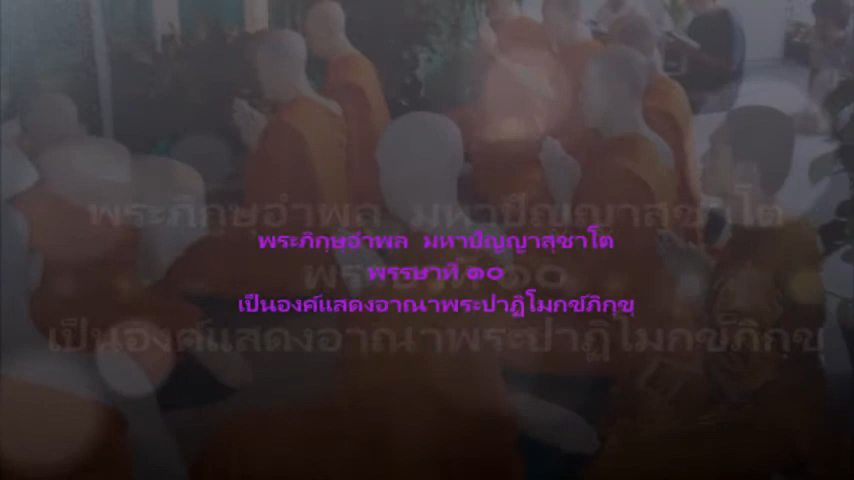 พระภิกษุอำพล มหาปัญญาสุชาโต
พรรษาที่ ๑๐
เป็นองค์แสดงอาณาพระปาฏิโมกข์ภิกขุ